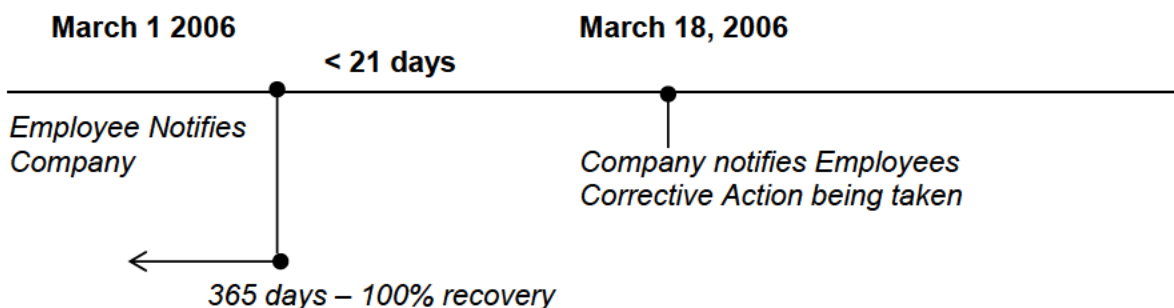 March 1 2006
March 18, 2006
< 21 days
Employee Notifies
Company
Company notifies Employees
Corrective Action being taken
365 days – 100% recovery